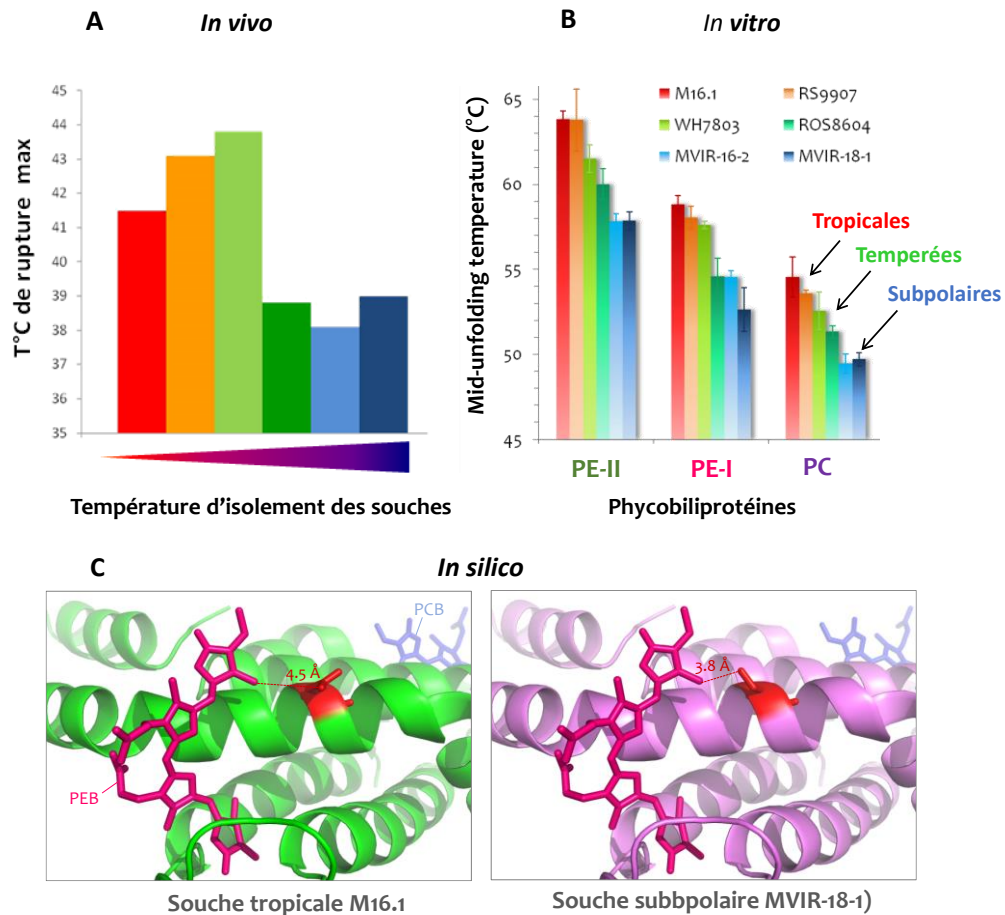 A
In vivo
B
In vitro
T°C de rupture max
45
44
43
42
41
40
39
38
37
36
35
Température d'isolement des souches
Mid-unfolding temperature (°C)
65
60
55
50
45
M16.1
RS9907
WH7803
ROS8604
MVIR-16-2
MVIR-18-1
Tropicales
Temperées
Subpolaires
PE-II
PE-I
PC
Phycobiliprotéines
C
In silico
PCB
4.5 Å
PEB
3.8 Å
Souche tropicale M16.1
Souche subbpolaire MVIR-18-1)